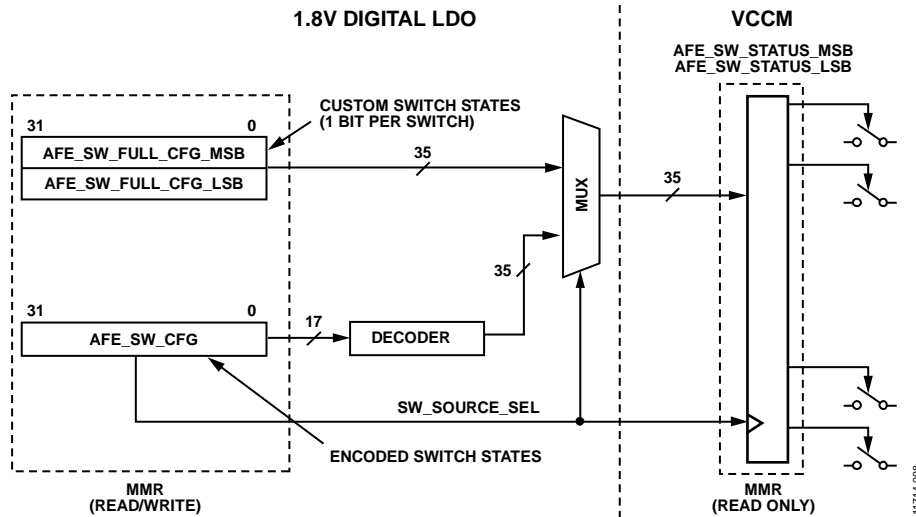 1.8V DIGITAL LDO
VCCM
AFE_SW_STATUS_MSB
AFE_SW_STATUS_LSB
CUSTOM SWITCH STATES
(1 BIT PER SWITCH)
31
0
AFE_SW_FULL_CFG_MSB
AFE_SW_FULL_CFG_LSB
35
MUX
35
35
31
0
AFE_SW_CFG
17
DECODER
SW_SOURCE_SEL
ENCODED SWITCH STATES
MMR
(READ/WRITE)
MMR
(READ ONLY)